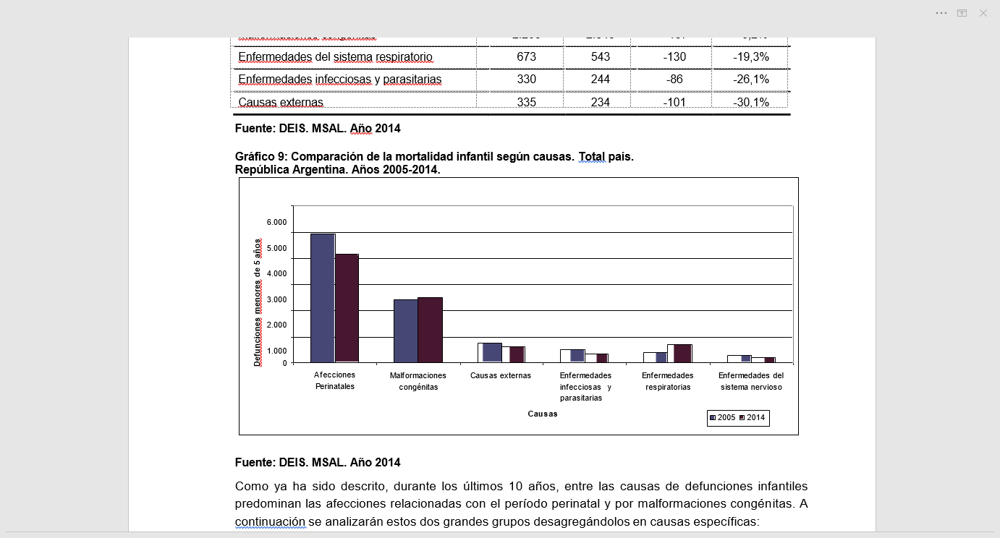 Enfermedades del sistema respiratorio 673 543 -130 -19,3%
Enfermedades infecciosas y parasitarias 330 244 -86 -26,1%
Causas externas 335 234 -101 -30,1%
Fuente: DEIS. MSAL. Año 2014
Gráfico 9: Comparación de la mortalidad infantil según causas. Total país.
República Argentina. Años 2005-2014.
Defunciones menores de 5 años
6.000
5.000
4.000
3.000
2.000
1.000
0
Afecciones
Perinatales
Malformaciones
congénitas
Causas externas
Enfermedades
infecciosas y
parasitarias
Enfermedades
respiratorias
Enfermedades del
sistema nervioso
Causas
2005 2014
Fuente: DEIS. MSAL. Año 2014
Como ya ha sido descrito, durante los últimos 10 años, entre las causas de defunciones infantiles
predominan las afecciones relacionadas con el período perinatal y por malformaciones congénitas. A
continuación se analizarán estos dos grandes grupos desagregándolos en causas específicas: